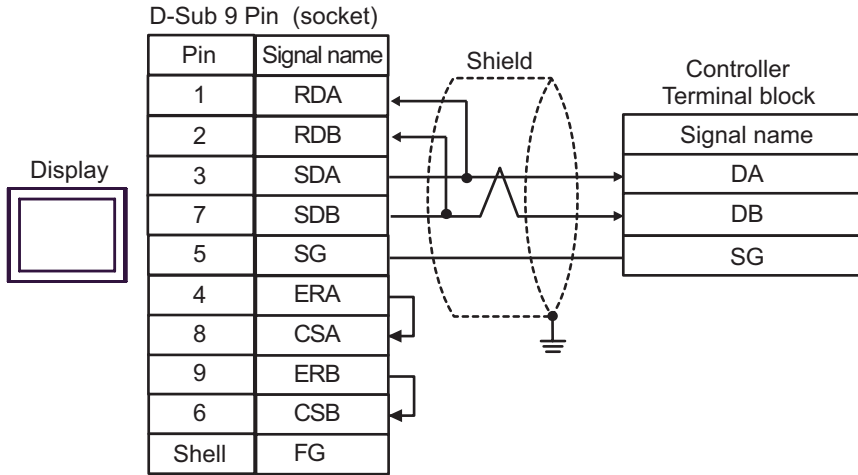 D-Sub 9 Pin (socket)
Pin Signal name
1 RDA
2 RDB
3 SDA
7 SDB
5 SG
4 ERA
8 CSA
9 ERB
6 CSB
Shell FG
Display
Shield
Controller
Terminal block
Signal name
DA
DB
SG